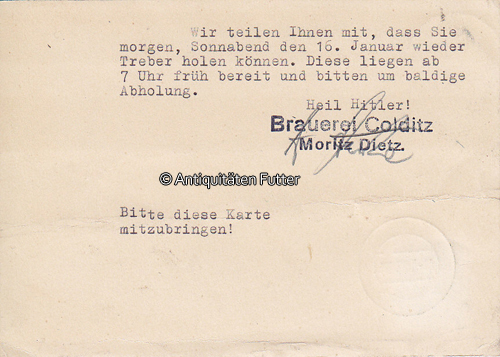 Wir teilen Ihnen mit, dass Sie
morgen, Sonnabend den 16. Januar wieder
Treber holen können. Diese liegen ab
7 Uhr früh bereit und bitten um baldige
Abholung.
Heil Hitler!
Brauerei Colditz
Moritz Dietz.
© Antiquitäten Futter
Bitte diese Karte
mitzubringen!